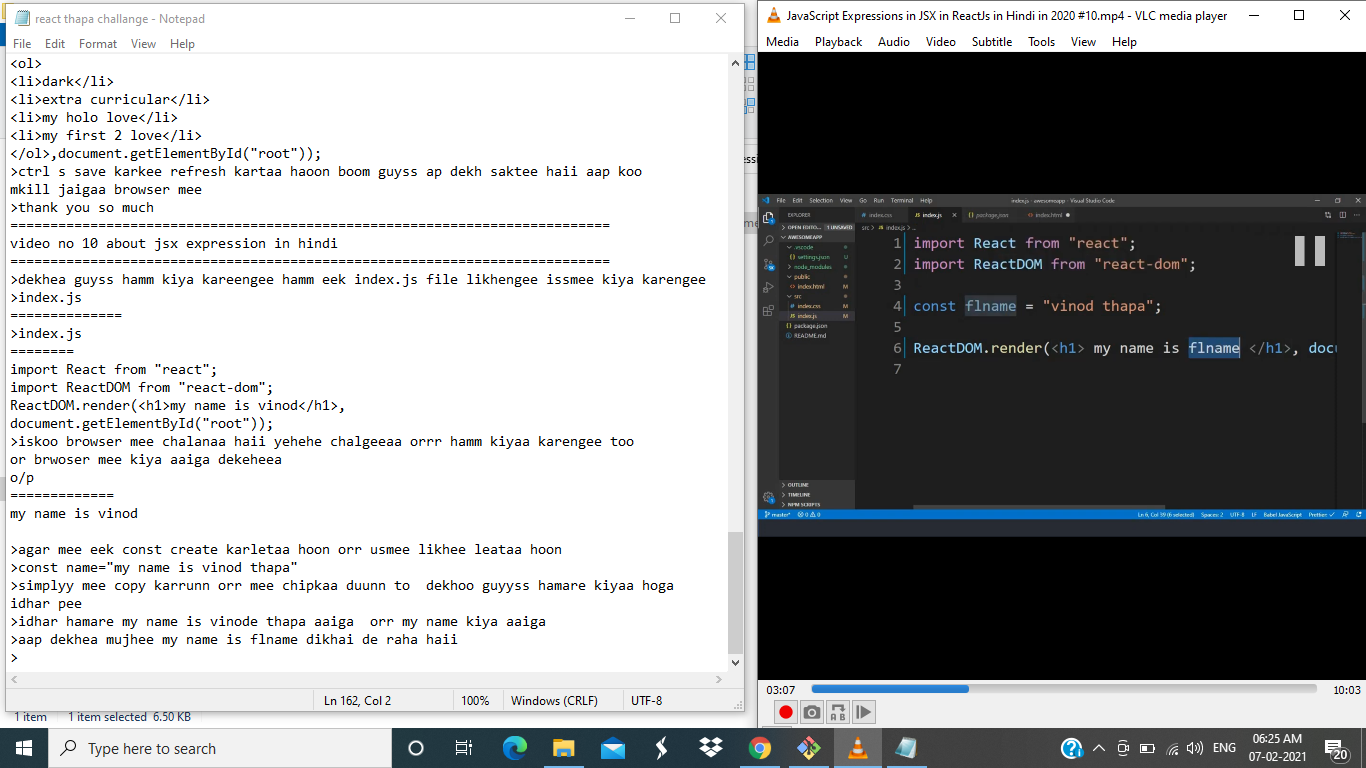 react thapa challange - Notepad
File Edit Format View Help
<ol>
<li>dark</li>
<li>extra curricular</li>
<li>my holo love</li>
<li>my first 2 love</li>
</ol>,document.getElementById("root"));
>ctrl s save karkee refresh kartaa haoon boom guyss ap dekh saktee haii aap koo
mkill jaigaa browser mee
>thank you so much
===========================================================================
video no 10 about jsx expression in hindi
===========================================================================
>dekhea guyss hamm kiya kareengee hamm eek index.js file likhengee issmee kiya karengee
>index.js
==============
>index.js
========
import React from "react";
import ReactDOM from "react-dom";
ReactDOM.render(<h1>my name is vinod</h1>,
document.getElementById("root"));
>iskoo browser mee chalanaa haii yehehe chalgeeaa orrr hamm kiyaa karengee too
or brwoser mee kiya aaiga dekeheea
o/p
=============
my name is vinod
>agar mee eek const create karletaa hoon orr usmee likhee leataa hoon
>const name="my name is vinod thapa"
>simplyy mee copy karrunn orr mee chipkaa duunn to  dekhoo guyyss hamare kiyaa hoga
idhar pee
>idhar hamare my name is vinode thapa aaiga  orr my name kiya aaiga
>aap dekhea mujhee my name is flname dikhai de raha haii
>
Ln 162, Col 2 100% Windows (CRLF) UTF-8
1 item 1 item selected 6.50 KB
JavaScript Expressions in JSX in ReactJs in Hindi in 2020 #10.mp4 - VLC media player
Media Playback Audio Video Subtitle Tools View Help
File Edit Selection View Go Run Terminal Help index.js - awesomeapp - Visual Studio Code
EXPLORER
index.css index.js package.json index.html
OPEN EDITO... 1 UNSAVED
src > index.js > ...
AWESOMEAPP
.vscode
settings.json U
node_modules
public
index.html M
src
index.css M
index.js M
package.json
README.md
1 import React from "react";
2 import ReactDOM from "react-dom";
3
4 const flname = "vinod thapa";
5
6 ReactDOM.render(<h1> my name is flname </h1>, docu
7
OUTLINE
TIMELINE
NPM SCRIPTS
master* 0 0 Ln 6, Col 39 (6 selected) Spaces: 2 UTF-8 LF Babel JavaScript Prettier
03:07 10:03
Type here to search
ENG
06:25 AM
07-02-2021
20